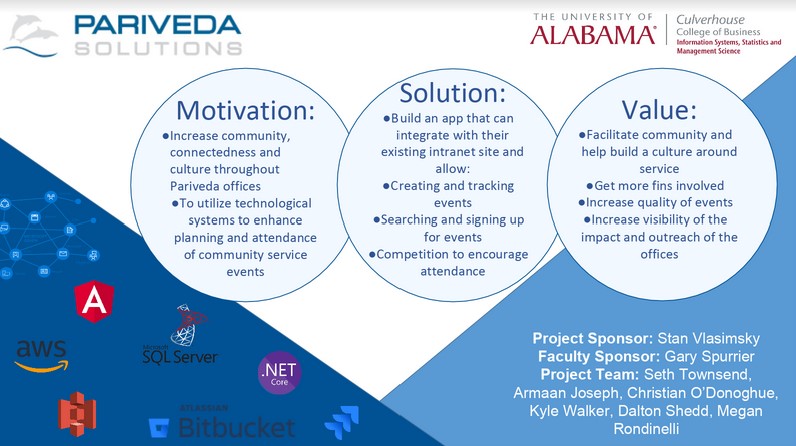 PARIVEDA
SOLUTIONS
THE UNIVERSITY OF
ALABAMA®
Culverhouse
College of Business
Information Systems, Statistics and
Management Science
Motivation:
●Increase community,
connectedness and
culture throughout
Pariveda offices
●To utilize technological
systems to enhance
planning and attendance
of community service
events
Solution:
●Build an app that can
integrate with their
existing intranet site and
allow:
●Creating and tracking
events
●Searching and signing up
for events
●Competition to encourage
attendance
Value:
●Facilitate community and
help build a culture around
service
●Get more fins involved
●Increase quality of events
●Increase visibility of the
impact and outreach of the
offices
A
aws
Microsoft
SQL Server
.NET
Core
ATLASSIAN
Bitbucket
Project Sponsor: Stan Vlasimsky
Faculty Sponsor: Gary Spurrier
Project Team: Seth Townsend,
Armaan Joseph, Christian O'Donoghue,
Kyle Walker, Dalton Shedd, Megan
Rondinelli